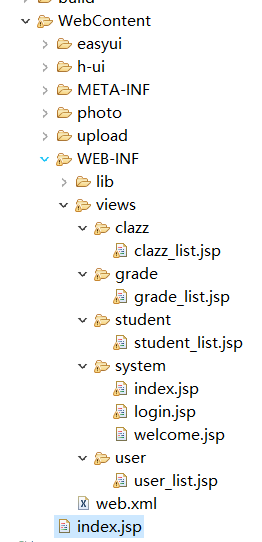 build
WebContent
easyui
h-ui
META-INF
photo
upload
WEB-INF
lib
views
clazz
clazz_list.jsp
grade
grade_list.jsp
student
student_list.jsp
system
index.jsp
login.jsp
welcome.jsp
user
user_list.jsp
web.xml
index.jsp